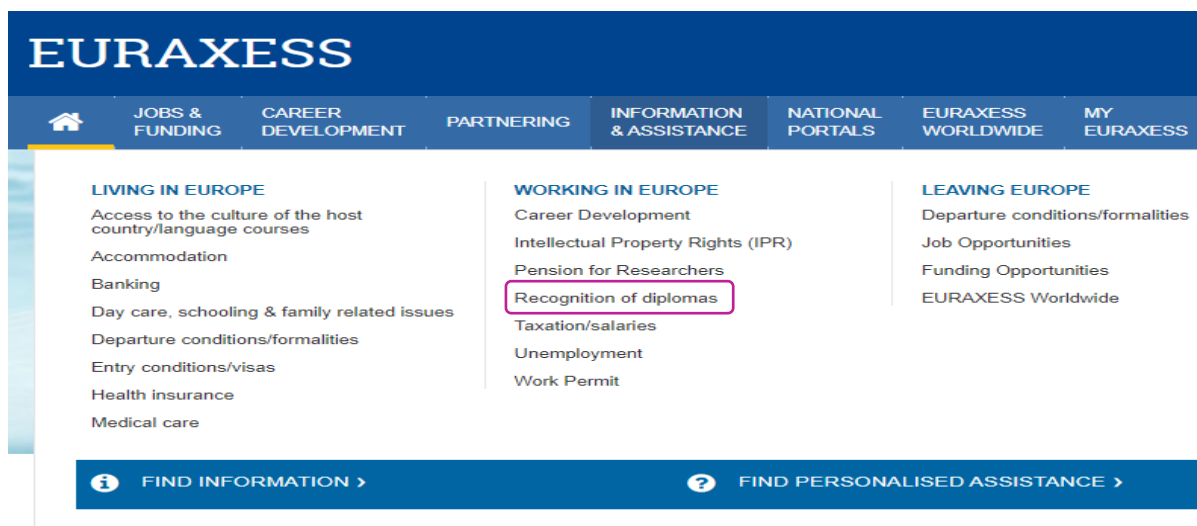 EURAXESS
JOBS &
FUNDING
CAREER
DEVELOPMENT
PARTNERING
INFORMATION
& ASSISTANCE
NATIONAL
PORTALS
EURAXESS
WORLDWIDE
MY
EURAXESS
LIVING IN EUROPE
Access to the culture of the host
country/language courses
Accommodation
Banking
Day care, schooling & family related issues
Departure conditions/formalities
Entry conditions/visas
Health insurance
Medical care
WORKING IN EUROPE
Career Development
Intellectual Property Rights (IPR)
Pension for Researchers
Recognition of diplomas
Taxation/salaries
Unemployment
Work Permit
LEAVING EUROPE
Departure conditions/formalities
Job Opportunities
Funding Opportunities
EURAXESS Worldwide
FIND INFORMATION >
FIND PERSONALISED ASSISTANCE >